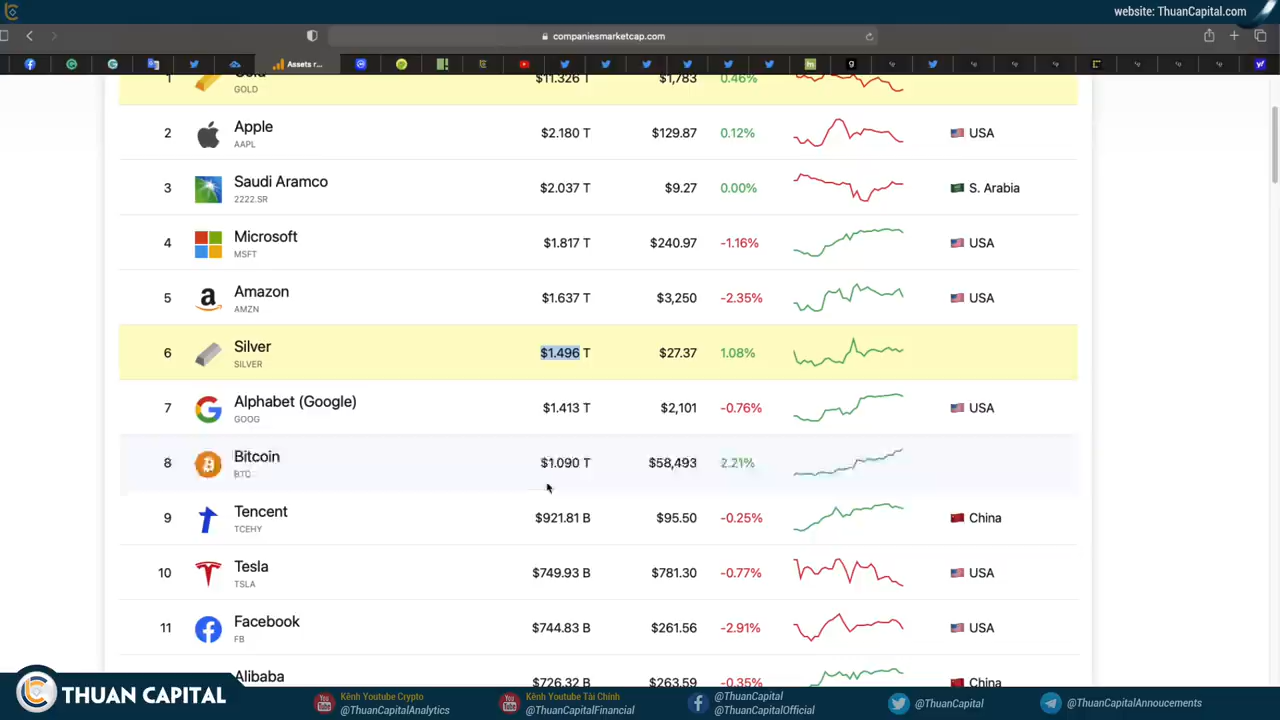 website: ThuanCapital.com
companiesmarketcap.com
Assets r...
1 Gold $11.326 T $1,783 0.46%
GOLD
2 Apple $2.180 T $129.87 0.12% USA
AAPL
3 Saudi Aramco $2.037 T $9.27 0.00% S. Arabia
2222.SR
4 Microsoft $1.817 T $240.97 -1.16% USA
MSFT
5 Amazon $1.637 T $3,250 -2.35% USA
AMZN
6 Silver $1.496 T $27.37 1.08%
SILVER
7 Alphabet (Google) $1.413 T $2,101 -0.76% USA
GOOG
8 Bitcoin $1.090 T $58,493 2.21%
BTC
9 Tencent $921.81 B $95.50 -0.25% China
TCEHY
10 Tesla $749.93 B $781.30 -0.77% USA
TSLA
11 Facebook $744.83 B $261.56 -2.91% USA
FB
Alibaba $726.32 B $263.59 -0.35% China
THUAN CAPITAL
Kênh Youtube Crypto
@ThuanCapitalAnalytics
Kênh Youtube Tài Chính
@ThuanCapitalFinancial
@ThuanCapital
@ThuanCapitalOfficial
@ThuanCapital
@ThuanCapitalAnnoucements